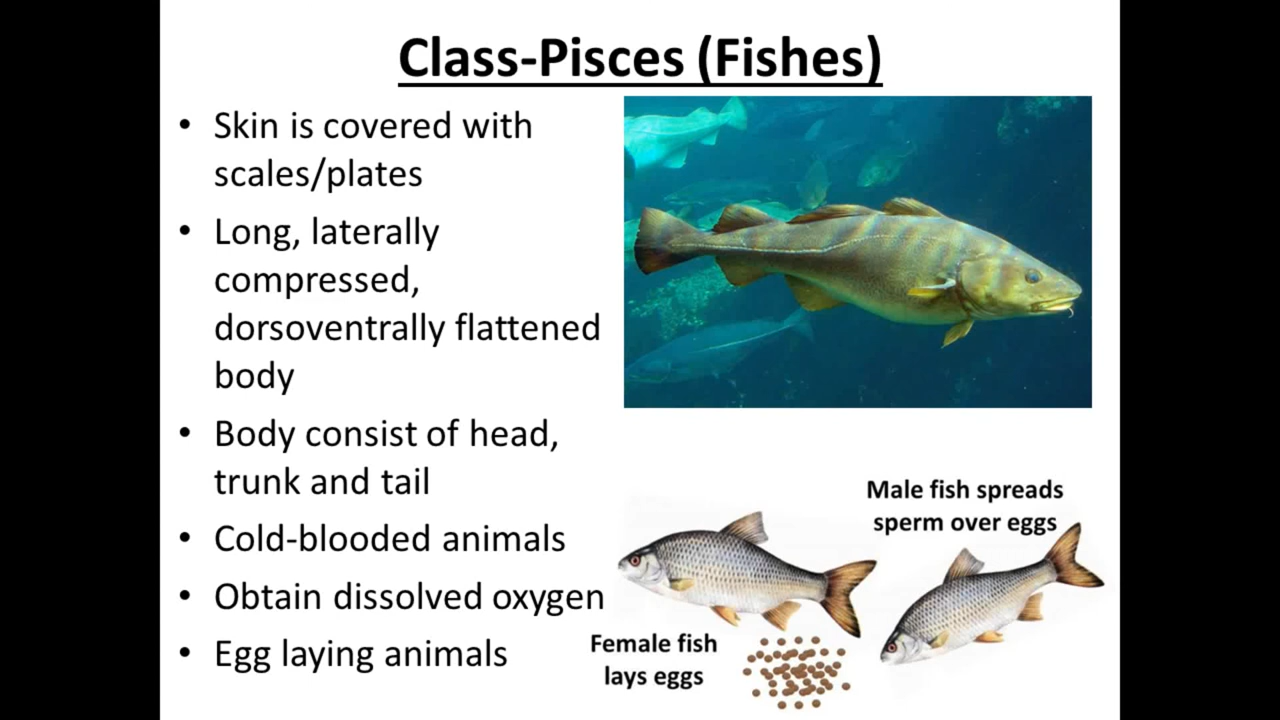 Class-Pisces (Fishes)
• Skin is covered with
scales/plates
• Long, laterally
compressed,
dorsoventrally flattened
body
• Body consist of head,
trunk and tail
• Cold-blooded animals
• Obtain dissolved oxygen
• Egg laying animals
Male fish spreads
sperm over eggs
Female fish
lays eggs